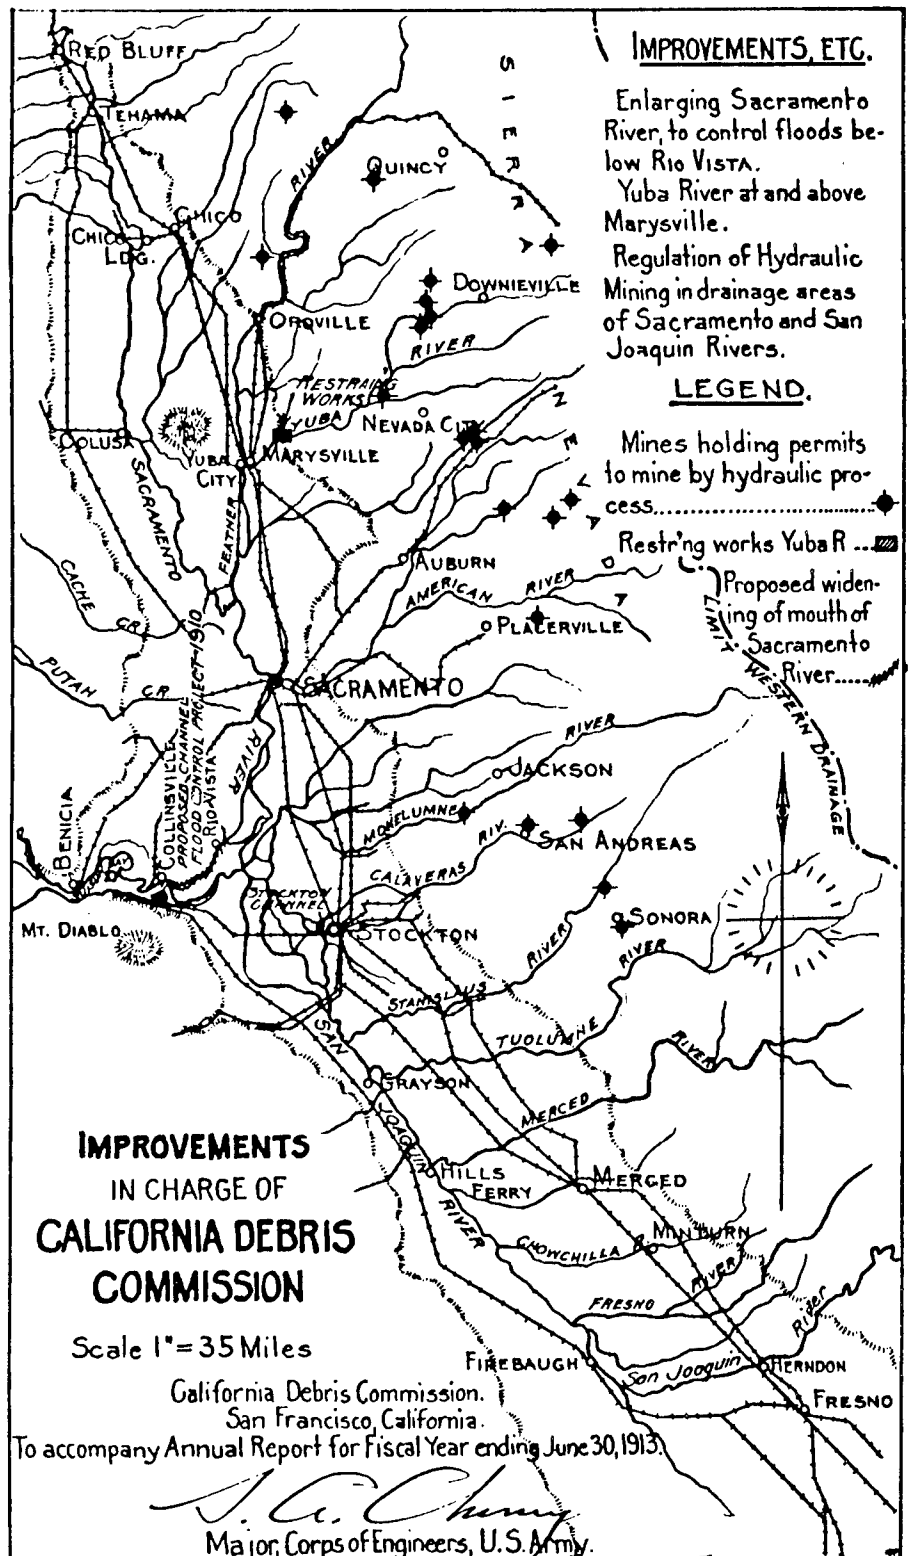 RED BLUFF
TEHAMA
CHICO
CHICO
LDG.
RIVER
QUINCY
SIERRA
DOWNIEVILLE
OROVILLE
RIVER
RESTRAING
WORKS
YUBA
NEVADA CITY
COLUSA
YUBA
CITY
MARYSVILLE
NEVADA
SACRAMENTO
FEATHER
CACHE
CR.
AUBURN
AMERICAN RIVER
PLACERVILLE
PUTAH
CR.
SACRAMENTO
RIVER
PROPOSED CHANNEL
FLOOD CONTROL PROJECT-1910
COLLINSVILLE
RIO VISTA
BENICIA
RIVER
JACKSON
MOKELUMNE
RIV.
SAN ANDREAS
CALAVERAS
STOCKTON
CHANNEL
STOCKTON
MT. DIABLO
SONORA
RIVER
RIVER
STANISLAUS
TUOLUMNE
SAN
JOAQUIN
RIVER
GRAYSON
RIVER
MERCED
HILLS
FERRY
MERCED
MINTURN
CHOWCHILLA R.
FRESNO
RIVER
River
FIREBAUGH
San Joaquin
HERNDON
FRESNO
LIMIT WESTERN DRAINAGE
IMPROVEMENTS, ETC.
Enlarging Sacramento
River, to control floods be-
low RIO VISTA.
Yuba River at and above
Marysville.
Regulation of Hydraulic
Mining in drainage areas
of Sacramento and San
Joaquin Rivers.
LEGEND.
Mines holding permits
to mine by hydraulic pro-
cess
Restr'ng works Yuba R
Proposed widen-
ing of mouth of
Sacramento
River
IMPROVEMENTS
IN CHARGE OF
CALIFORNIA DEBRIS
COMMISSION
Scale 1"=35 Miles
California Debris Commission.
San Francisco, California.
To accompany Annual Report for Fiscal Year ending June 30, 1913.
Major, Corps of Engineers, U.S. Army.